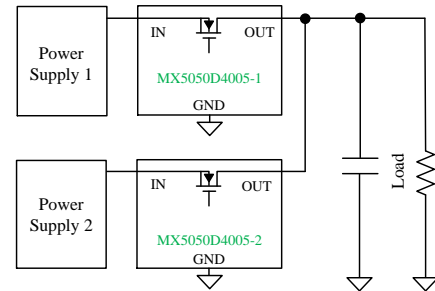 Power
Supply 1
IN
OUT
MX5050D4005-1
GND
Power
Supply 2
IN
OUT
MX5050D4005-2
GND
Load